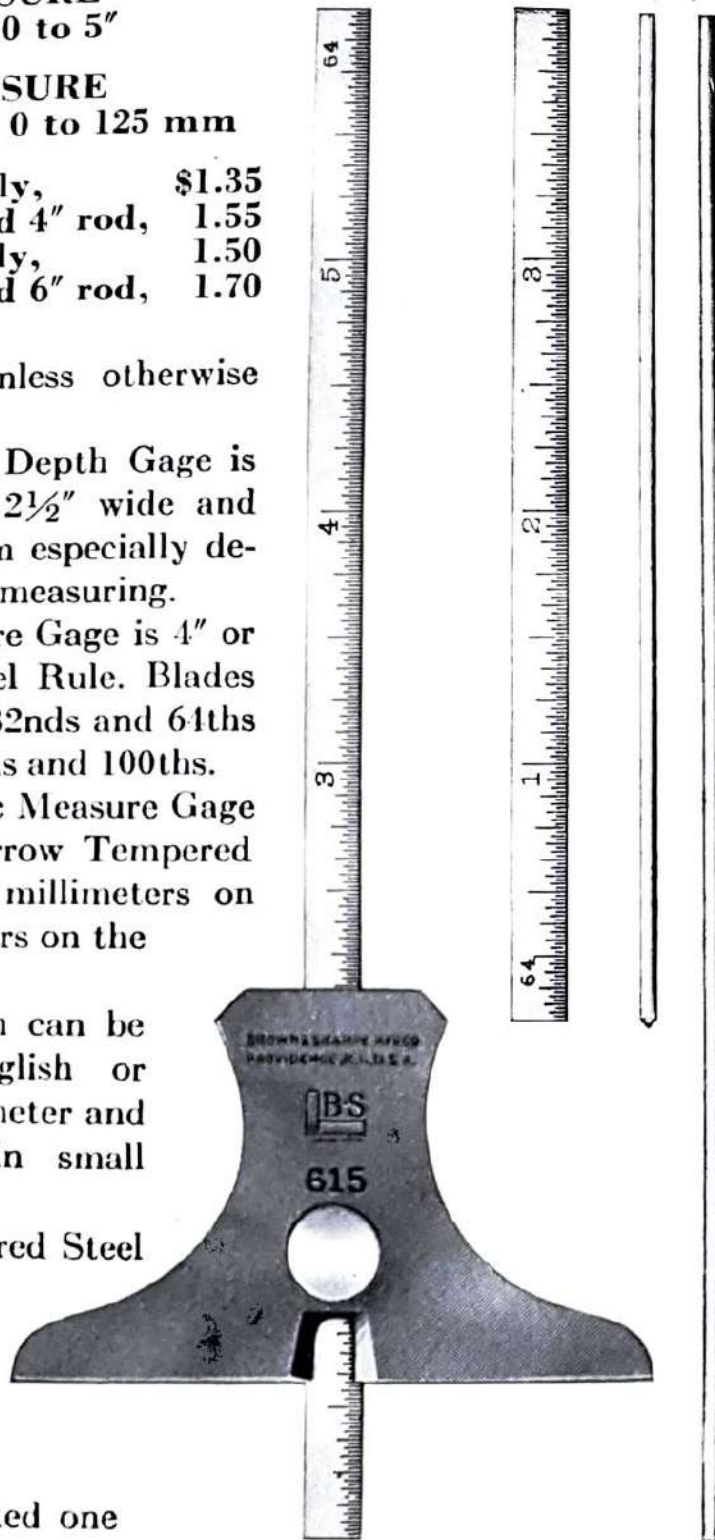 0 to 5″
SURE
0 to 125 mm
ly, $1.35
d 4″ rod, 1.55
ly, 1.50
d 6″ rod, 1.70
nless otherwise
Depth Gage is
2½″ wide and
n especially de-
measuring.
re Gage is 4″ or
el Rule. Blades
32nds and 64ths
s and 100ths.
c Measure Gage
rrow Tempered
millimeters on
rs on the
n can be
glish or
neter and
n small
red Steel
ed one
64
5
4
3
BROWN & SHARPE MFG CO.
PROVIDENCE R.I., U.S.A.
B·S
615
3
2
1
64